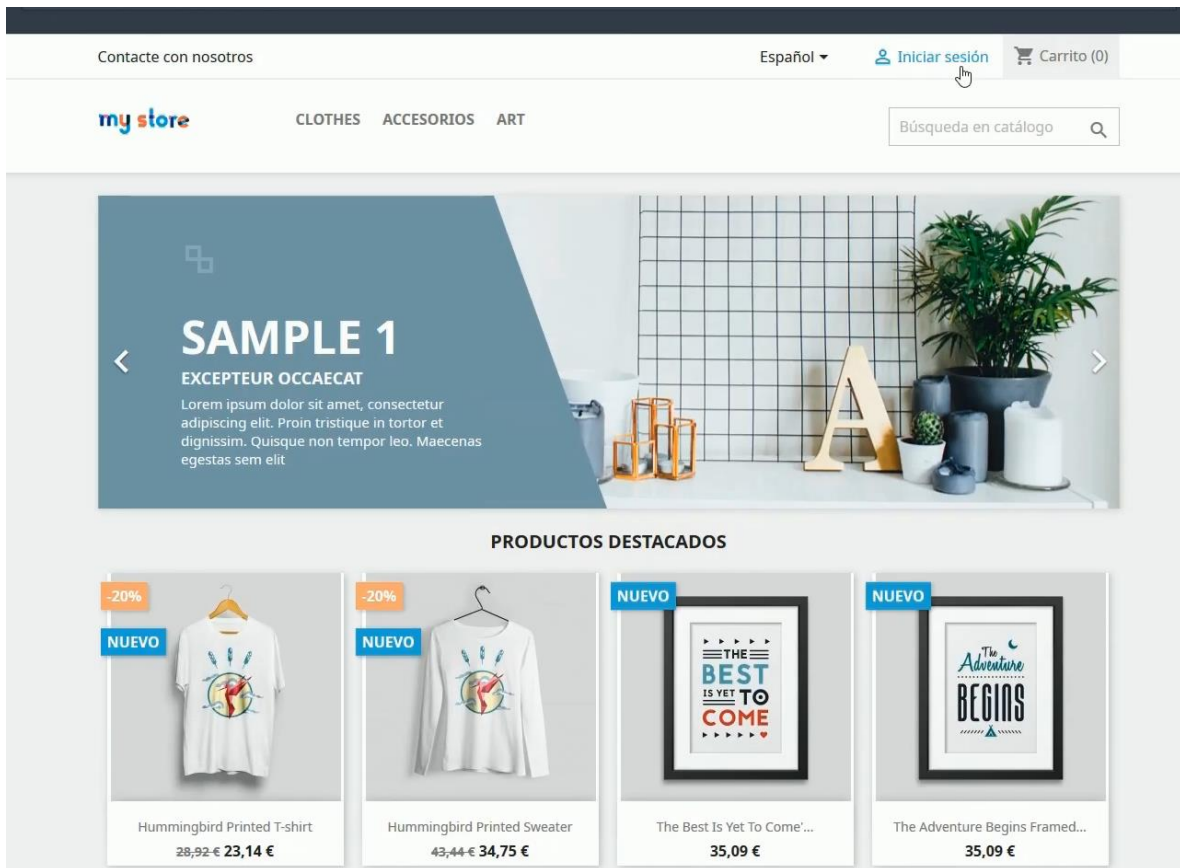 Contacte con nosotros
Español
Iniciar sesión
Carrito (0)
my store
CLOTHES ACCESORIOS ART
Búsqueda en catálogo
SAMPLE 1
EXCEPTEUR OCCAECAT
Lorem ipsum dolor sit amet, consectetur
adipiscing elit. Proin tristique in tortor et
dignissim. Quisque non tempor leo. Maecenas
egestas sem elit
A
PRODUCTOS DESTACADOS
-20%
NUEVO
Hummingbird Printed T-shirt
28,92 € 23,14 €
-20%
NUEVO
Hummingbird Printed Sweater
43,44 € 34,75 €
NUEVO
THE
BEST
IS YET TO
COME
The Best Is Yet To Come'...
35,09 €
NUEVO
The
Adventure
BEGINS
The Adventure Begins Framed...
35,09 €